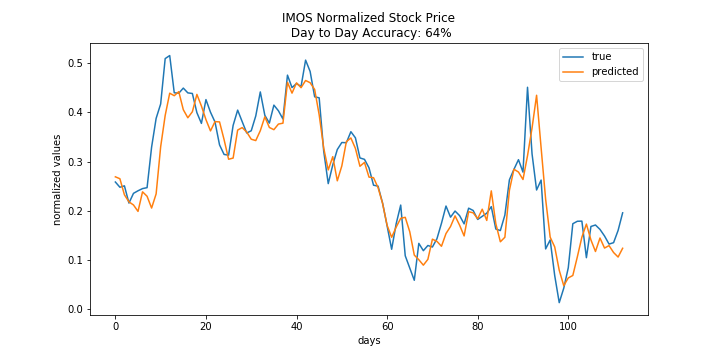 IMOS Normalized Stock Price
Day to Day Accuracy: 64%
true
predicted
normalized values
0.5
0.4
0.3
0.2
0.1
0.0
0 20 40 60 80 100
days